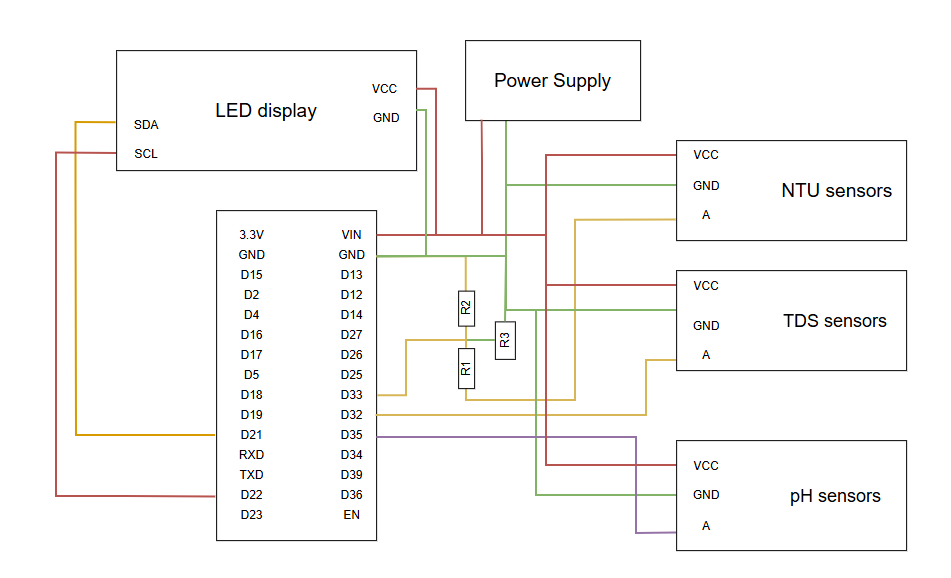 Power Supply
LED display
VCC
GND
SDA
SCL
VCC
GND
A
NTU sensors
3.3V VIN
GND GND
D15 D13
D2 D12
D4 D14
D16 D27
D17 D26
D5 D25
D18 D33
D19 D32
D21 D35
RXD D34
TXD D39
D22 D36
D23 EN
R2
R3
R1
VCC
GND
A
TDS sensors
VCC
GND
A
pH sensors